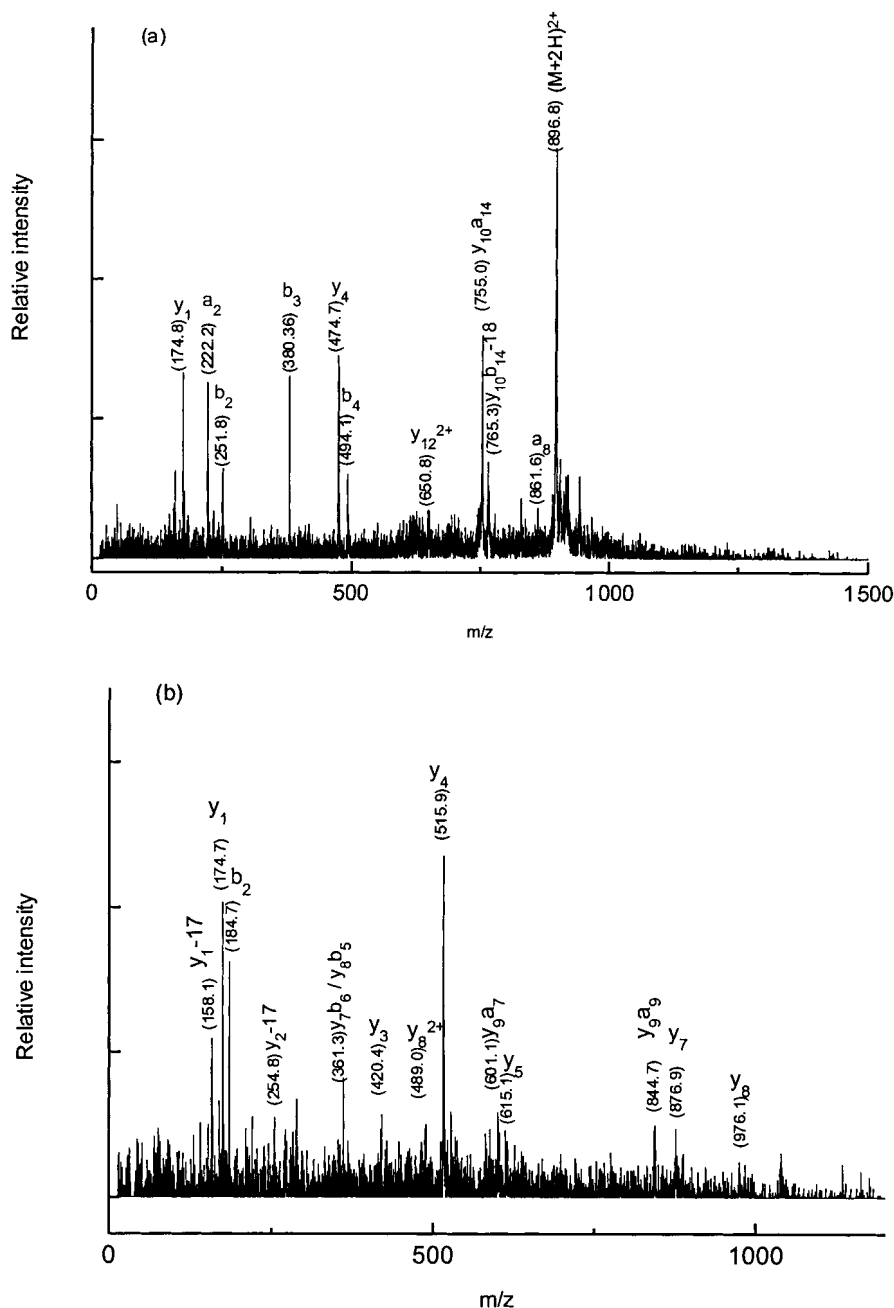 (a)
Relative intensity
y1
(174.8)
a2
(222.2)
b2
(251.8)
b3
(380.36)
y4
(474.7)
b4
(494.1)
y12 2+
(650.8)
(755.0) y10a14
(765.3)y10b14-18
a8
(861.6)
(896.8) (M+2H)2+
0
500
1000
1500
m/z
(b)
Relative intensity
y1-17
(158.1)
y1
(174.7)
b2
(184.7)
(254.8)y2-17
(361.3)y7b6 / y8b5
y3
(420.4)
y8 2+
(489.0)
y4
(515.9)
(601.1)y9a7
y5
(615.1)
y9a9
(844.7)
y7
(876.9)
y8
(976.1)
0
500
1000
m/z